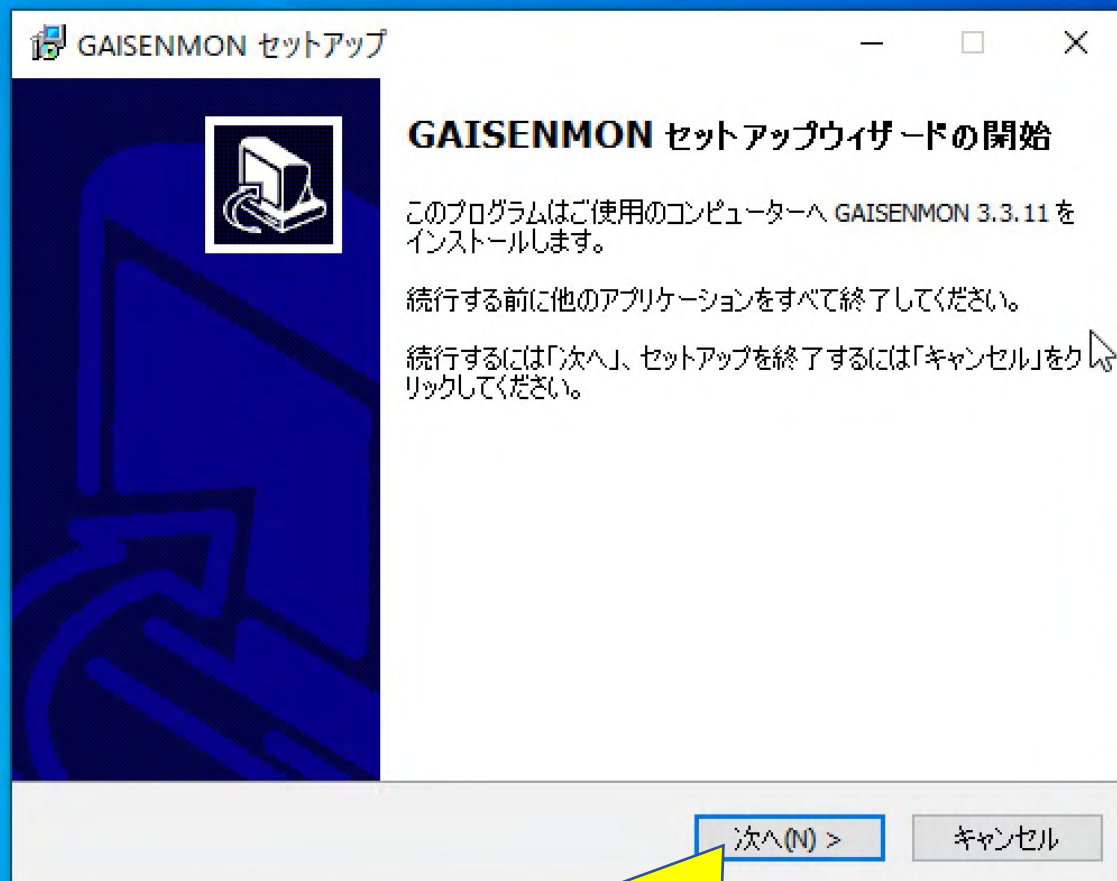 GAISENMON セットアップ
GAISENMON セットアップウィザードの開始
このプログラムはご使用のコンピューターへ GAISENMON 3.3.11 を
インストールします。
続行する前に他のアプリケーションをすべて終了してください。
続行するには「次へ」、セットアップを終了するには「キャンセル」をク
リックしてください。
次へ(N) >
キャンセル